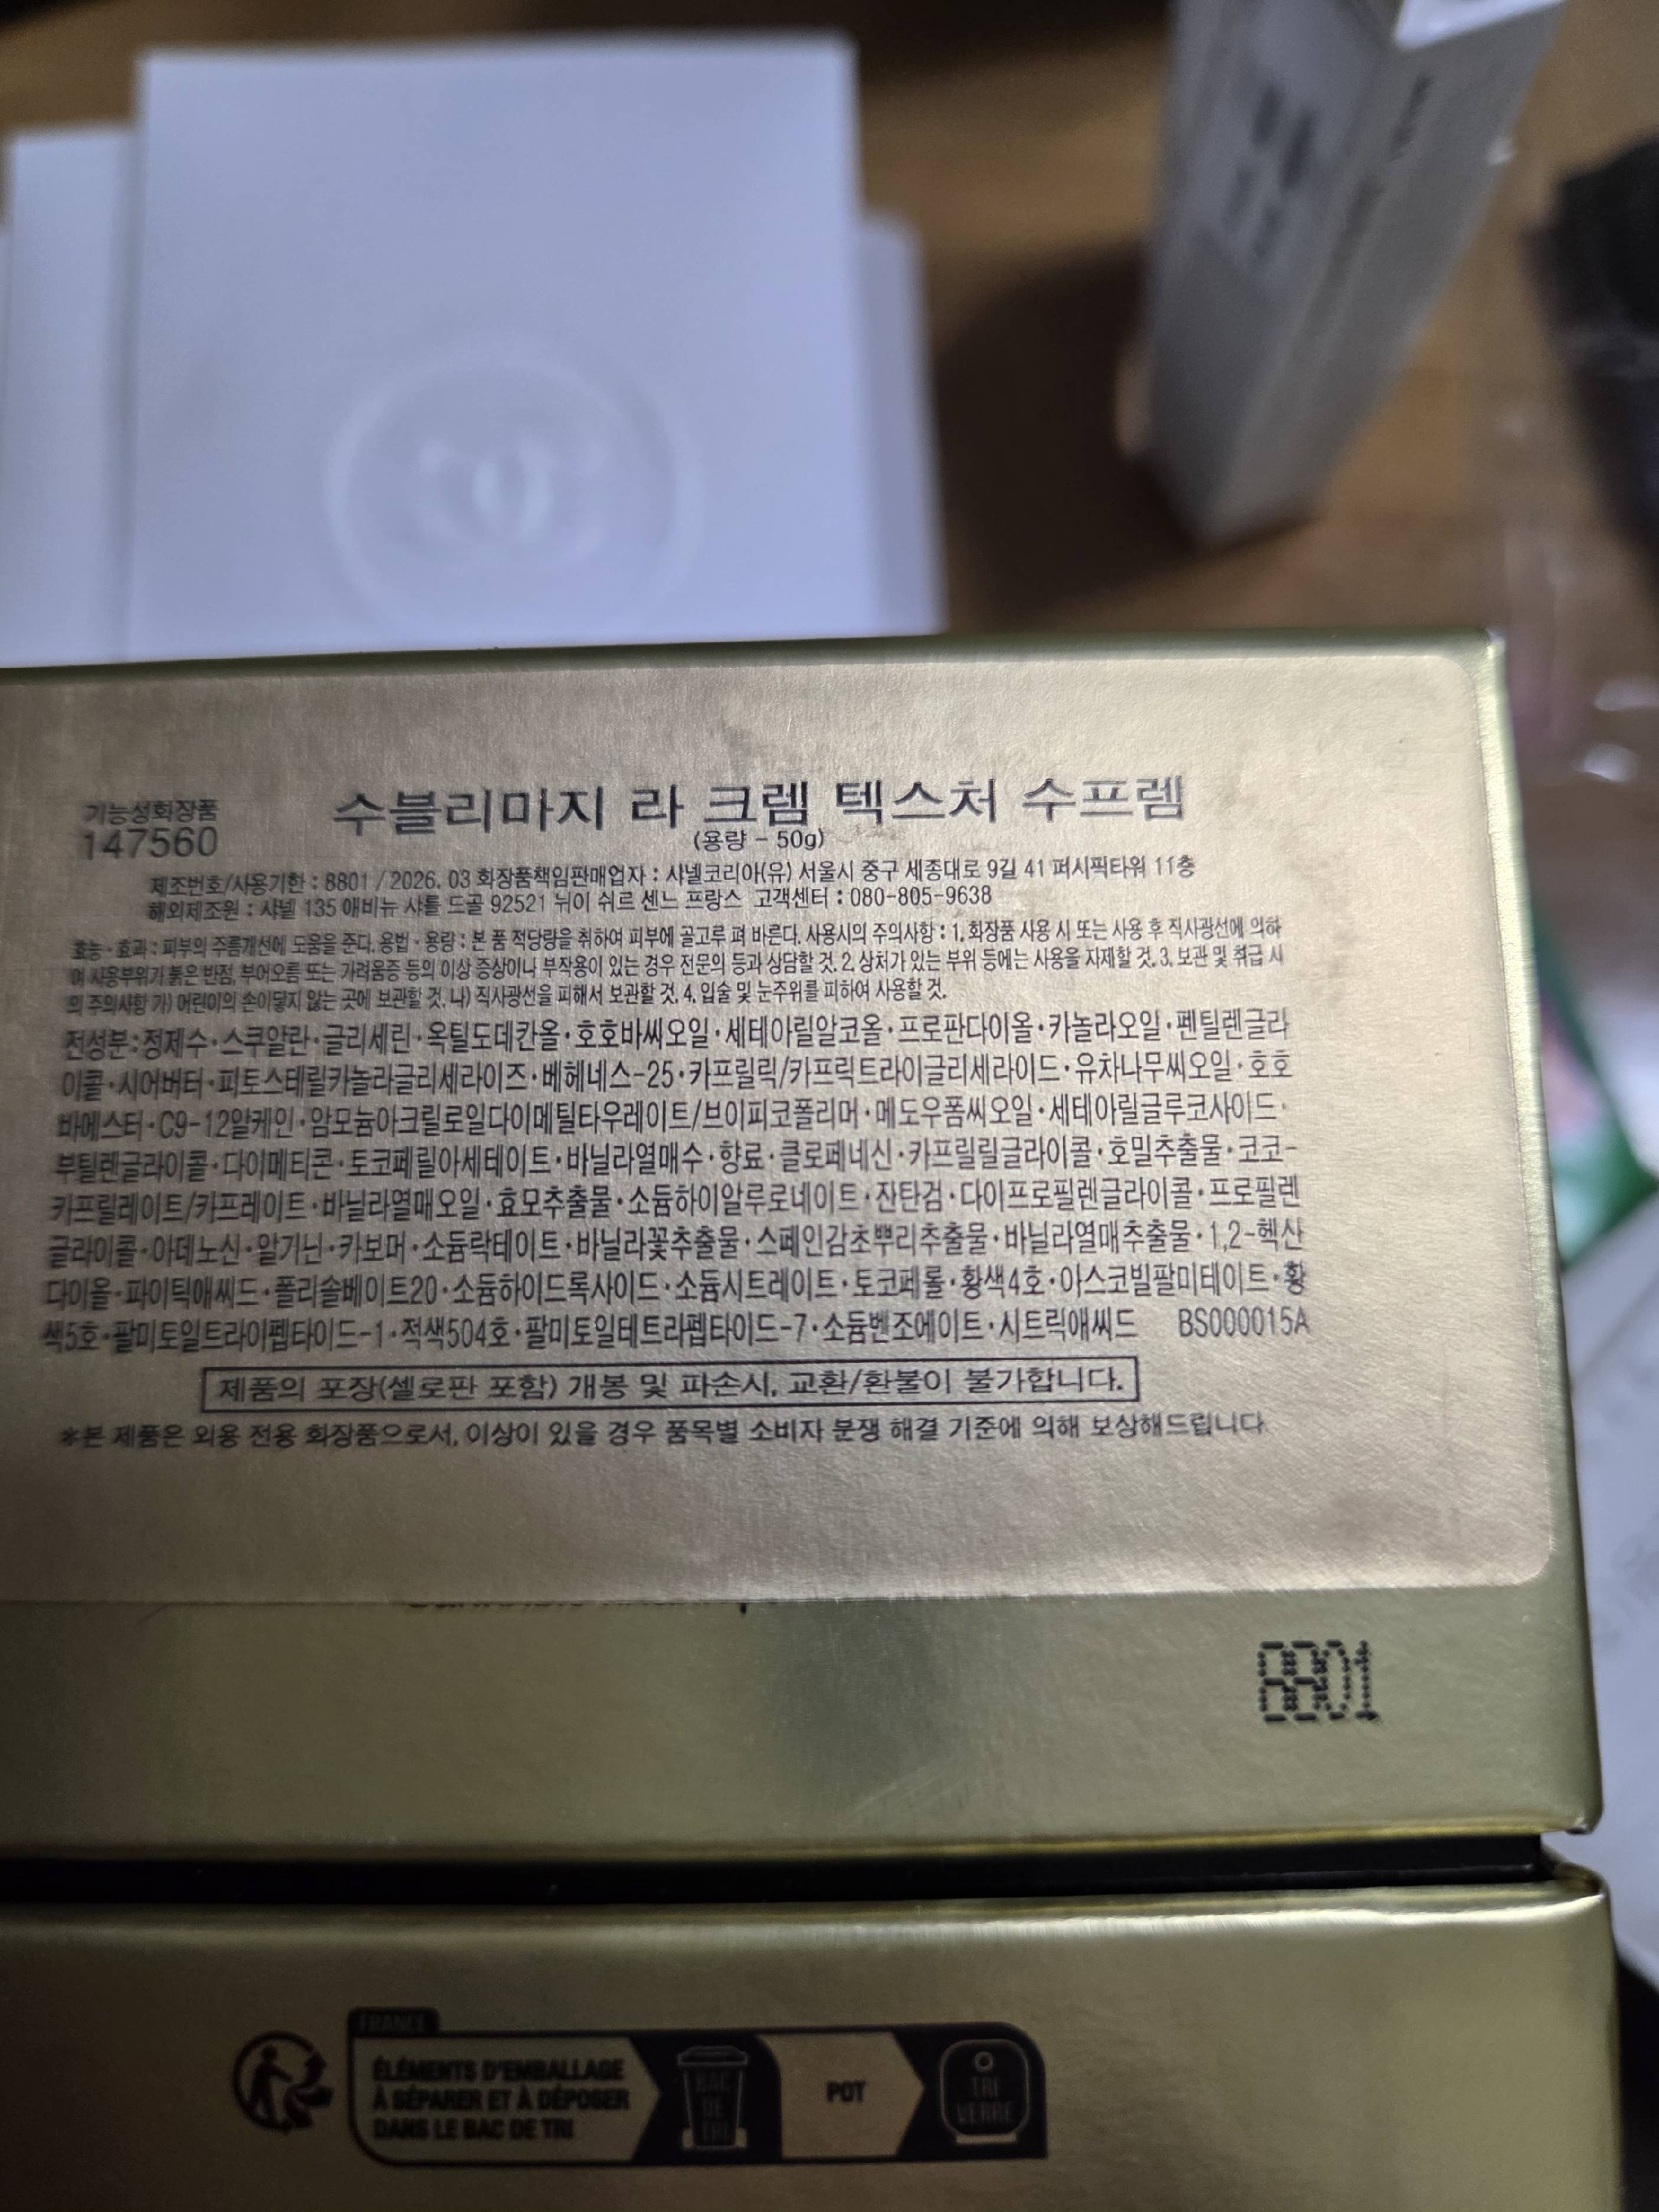 기능성화장품
147560
수블리마지 라 크렘 텍스처 수프렘
(용량 - 50g)
제조번호/사용기한 : 8801 / 2026. 03 화장품책임판매업자 : 샤넬코리아(유) 서울시 중구 세종대로 9길 41 퍼시픽타워 11층
해외제조원 : 샤넬 135 애비뉴 샤를 드골 92521 뉘이 쉬르 센느 프랑스 고객센터 : 080-805-9638
효능·효과 : 피부의 주름개선에 도움을 준다. 용법·용량 : 본 품 적당량을 취하여 피부에 골고루 펴 바른다. 사용시의 주의사항 : 1. 화장품 사용 시 또는 사용 후 직사광선에 의하
여 사용부위가 붉은 반점, 부어오름 또는 가려움증 등의 이상 증상이나 부작용이 있는 경우 전문의 등과 상담할 것. 2. 상처가 있는 부위 등에는 사용을 자제할 것. 3. 보관 및 취급 시
의 주의사항 가) 어린이의 손이 닿지 않는 곳에 보관할 것. 나) 직사광선을 피해서 보관할 것. 4. 입술 및 눈주위를 피하여 사용할 것.
전성분:정제수·스쿠알란·글리세린·옥틸도데칸올·호호바씨오일·세테아릴알코올·프로판다이올·카놀라오일·펜틸렌글라
이콜·시어버터·피토스테릴카놀라글리세라이즈·베헤네스-25·카프릴릭/카프릭트라이글리세라이드·유차나무씨오일·호호
바에스터·C9-12알케인·암모늄아크릴로일다이메틸타우레이트/브이피코폴리머·메도우폼씨오일·세테아릴글루코사이드·
부틸렌글라이콜·다이메티콘·토코페릴아세테이트·바닐라열매수·향료·클로페네신·카프릴릴글라이콜·호밀추출물·코코-
카프릴레이트/카프레이트·바닐라열매오일·효모추출물·소듐하이알루로네이트·잔탄검·다이프로필렌글라이콜·프로필렌
글라이콜·아데노신·알기닌·카보머·소듐락테이트·바닐라꽃추출물·스페인감초뿌리추출물·바닐라열매추출물·1,2-헥산
다이올·파이틱애씨드·폴리솔베이트20·소듐하이드록사이드·소듐시트레이트·토코페롤·황색4호·아스코빌팔미테이트·황
색5호·팔미토일트라이펩타이드-1·적색504호·팔미토일테트라펩타이드-7·소듐벤조에이트·시트릭애씨드 BS000015A
제품의 포장(셀로판 포함) 개봉 및 파손시, 교환/환불이 불가합니다.
*본 제품은 외용 전용 화장품으로서, 이상이 있을 경우 품목별 소비자 분쟁 해결 기준에 의해 보상해드립니다
8801
FRANCE
ÉLÉMENTS D'EMBALLAGE
À SÉPARER ET À DÉPOSER
DANS LE BAC DE TRI
BAC
DE
TRI
POT
TRI
VERRE